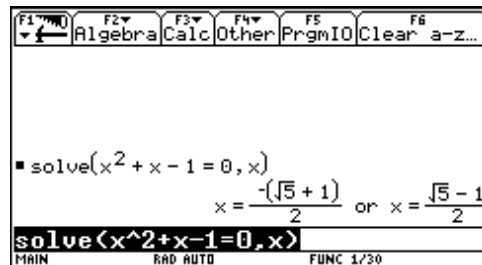 F1 F2 Algebra F3 Calc F4 Other F5 PrgmIO F6 Clear a-z…
▪ solve(x² + x - 1 = 0, x)
x = -(√5 + 1)/2 or x = √5 - 1/2
solve(x^2+x-1=0,x)
MAIN RAD AUTO FUNC 1/30